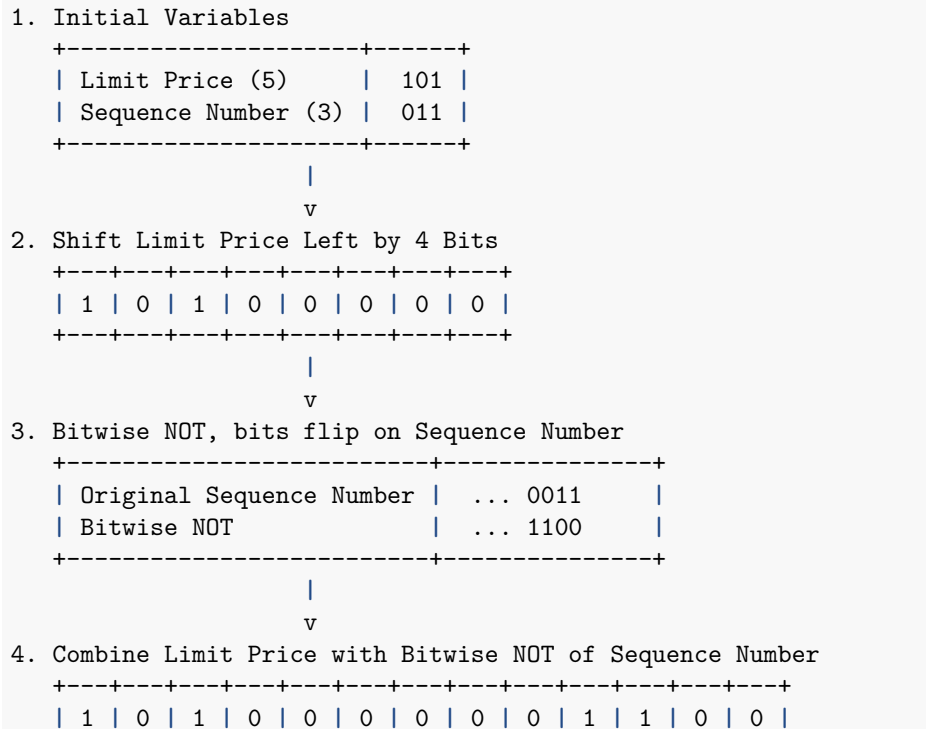 1. Initial Variables
   +---------------------+------+
   | Limit Price (5)     |  101 |
   | Sequence Number (3) |  011 |
   +---------------------+------+
                     |
                     v
2. Shift Limit Price Left by 4 Bits
   +---+---+---+---+---+---+---+---+
   | 1 | 0 | 1 | 0 | 0 | 0 | 0 | 0 |
   +---+---+---+---+---+---+---+---+
                     |
                     v
3. Bitwise NOT, bits flip on Sequence Number
   +--------------------------+---------------+
   | Original Sequence Number |  ... 0011     |
   | Bitwise NOT              |  ... 1100     |
   +--------------------------+---------------+
                     |
                     v
4. Combine Limit Price with Bitwise NOT of Sequence Number
   +---+---+---+---+---+---+---+---+---+---+---+---+---+
   | 1 | 0 | 1 | 0 | 0 | 0 | 0 | 0 | 0 | 1 | 1 | 0 | 0 |